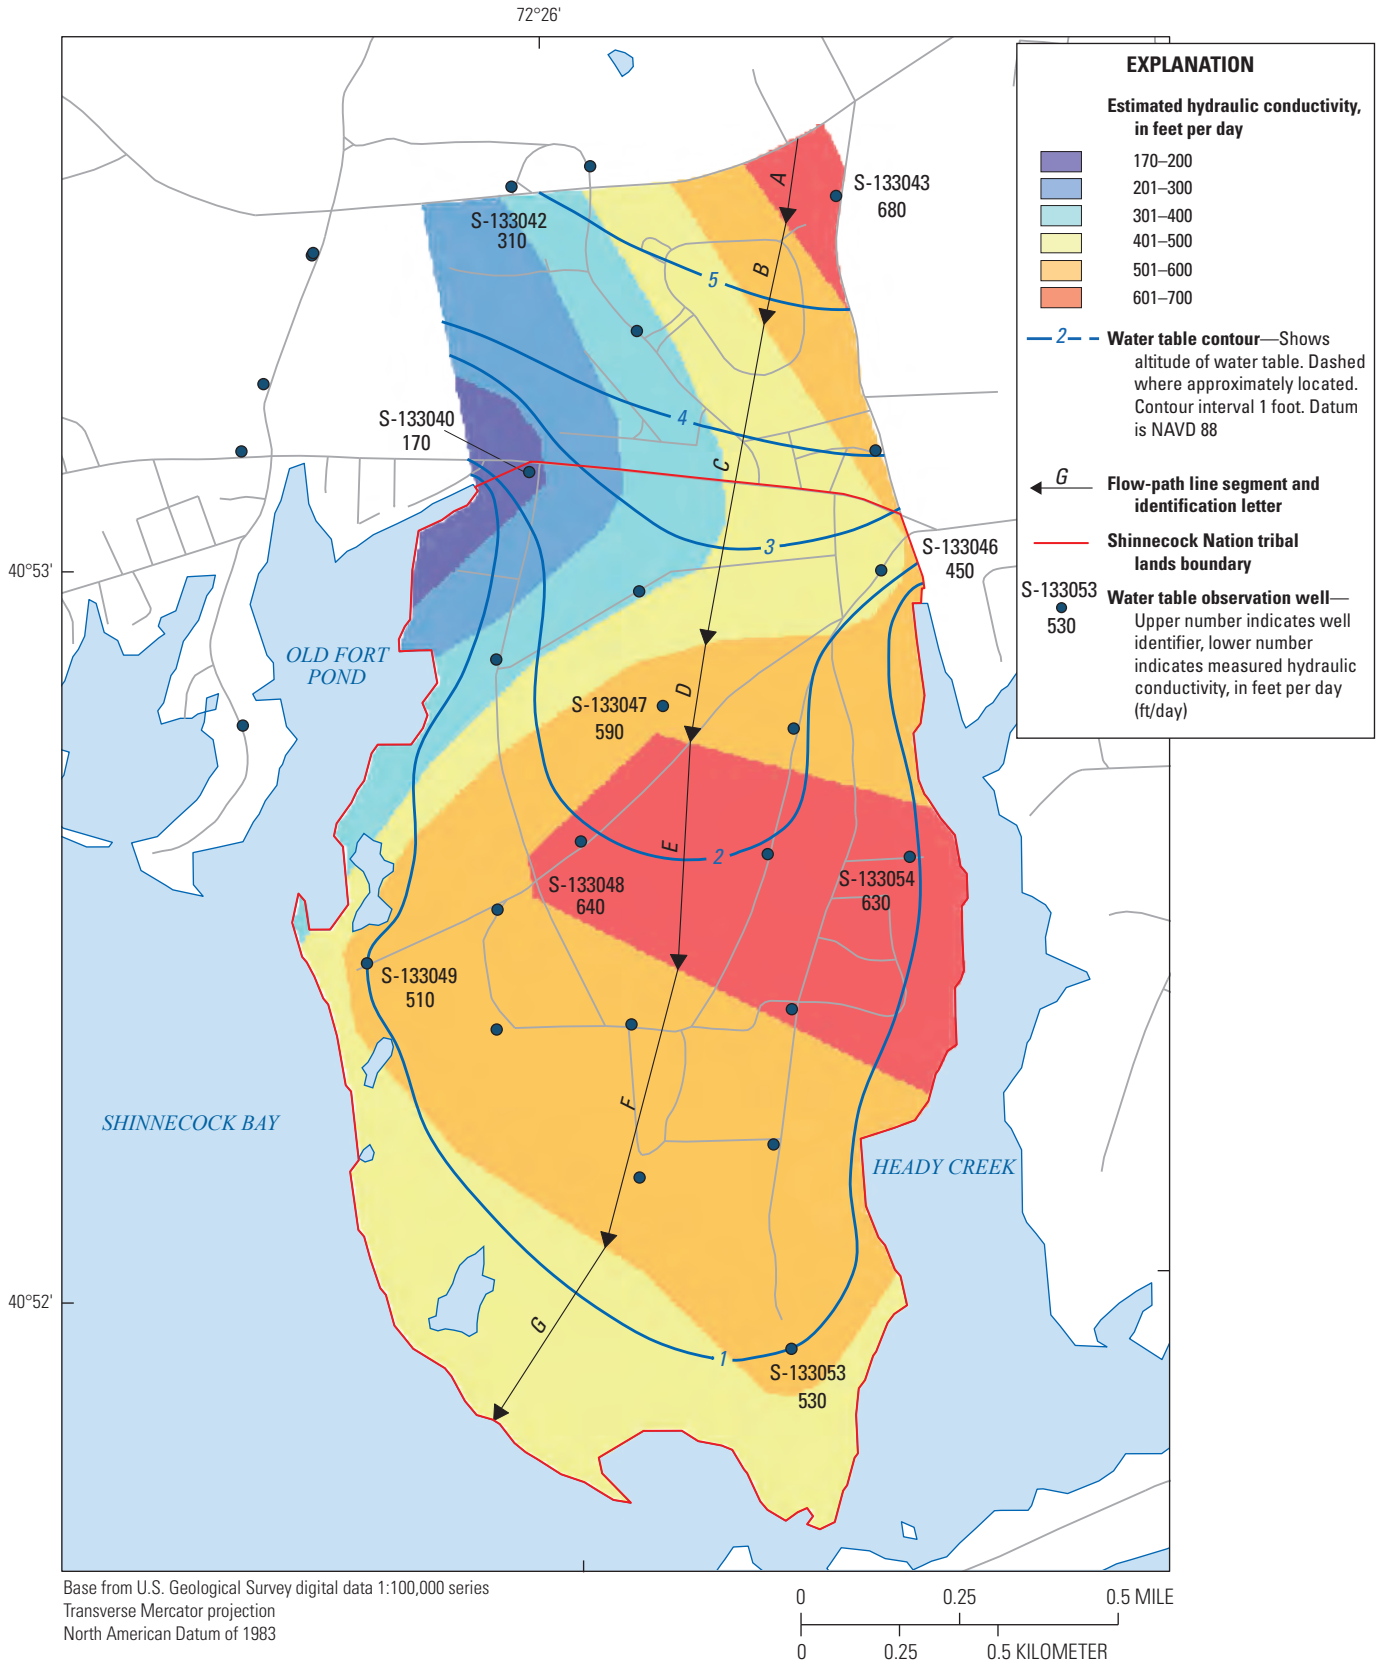 72°26'
EXPLANATION
Estimated hydraulic conductivity,
in feet per day
170–200
201–300
301–400
401–500
501–600
601–700
2
Water table contour—Shows
altitude of water table. Dashed
where approximately located.
Contour interval 1 foot. Datum
is NAVD 88
G
Flow-path line segment and
identification letter
Shinnecock Nation tribal
lands boundary
S-133053
530
Water table observation well—
Upper number indicates well
identifier, lower number
indicates measured hydraulic
conductivity, in feet per day
(ft/day)
A
S-133043
680
S-133042
310
B
5
4
S-133040
170
C
3
S-133046
450
40°53'
OLD FORT
POND
D
S-133047
590
E
2
S-133048
640
S-133054
630
S-133049
510
F
SHINNECOCK BAY
HEADY CREEK
40°52'
G
1
S-133053
530
Base from U.S. Geological Survey digital data 1:100,000 series
Transverse Mercator projection
North American Datum of 1983
0 0.25 0.5 MILE
0 0.25 0.5 KILOMETER